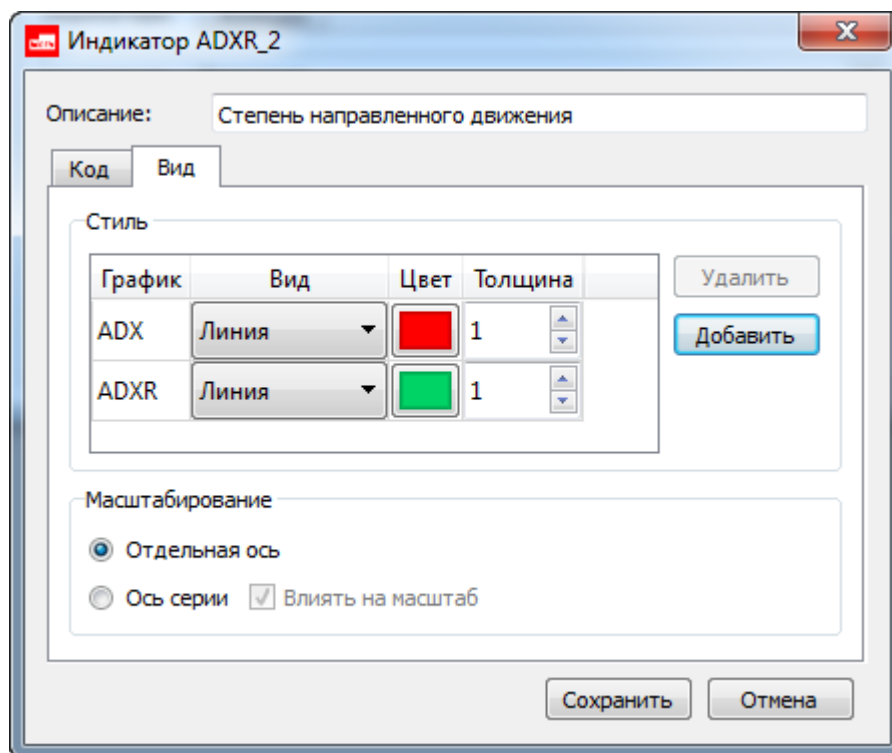 Индикатор ADXR_2
Описание: Степень направленного движения
Код Вид
Стиль
График Вид Цвет Толщина Удалить
ADX Линия 1 Добавить
ADXR Линия 1
Масштабирование
Отдельная ось
Ось серии Влиять на масштаб
Сохранить Отмена